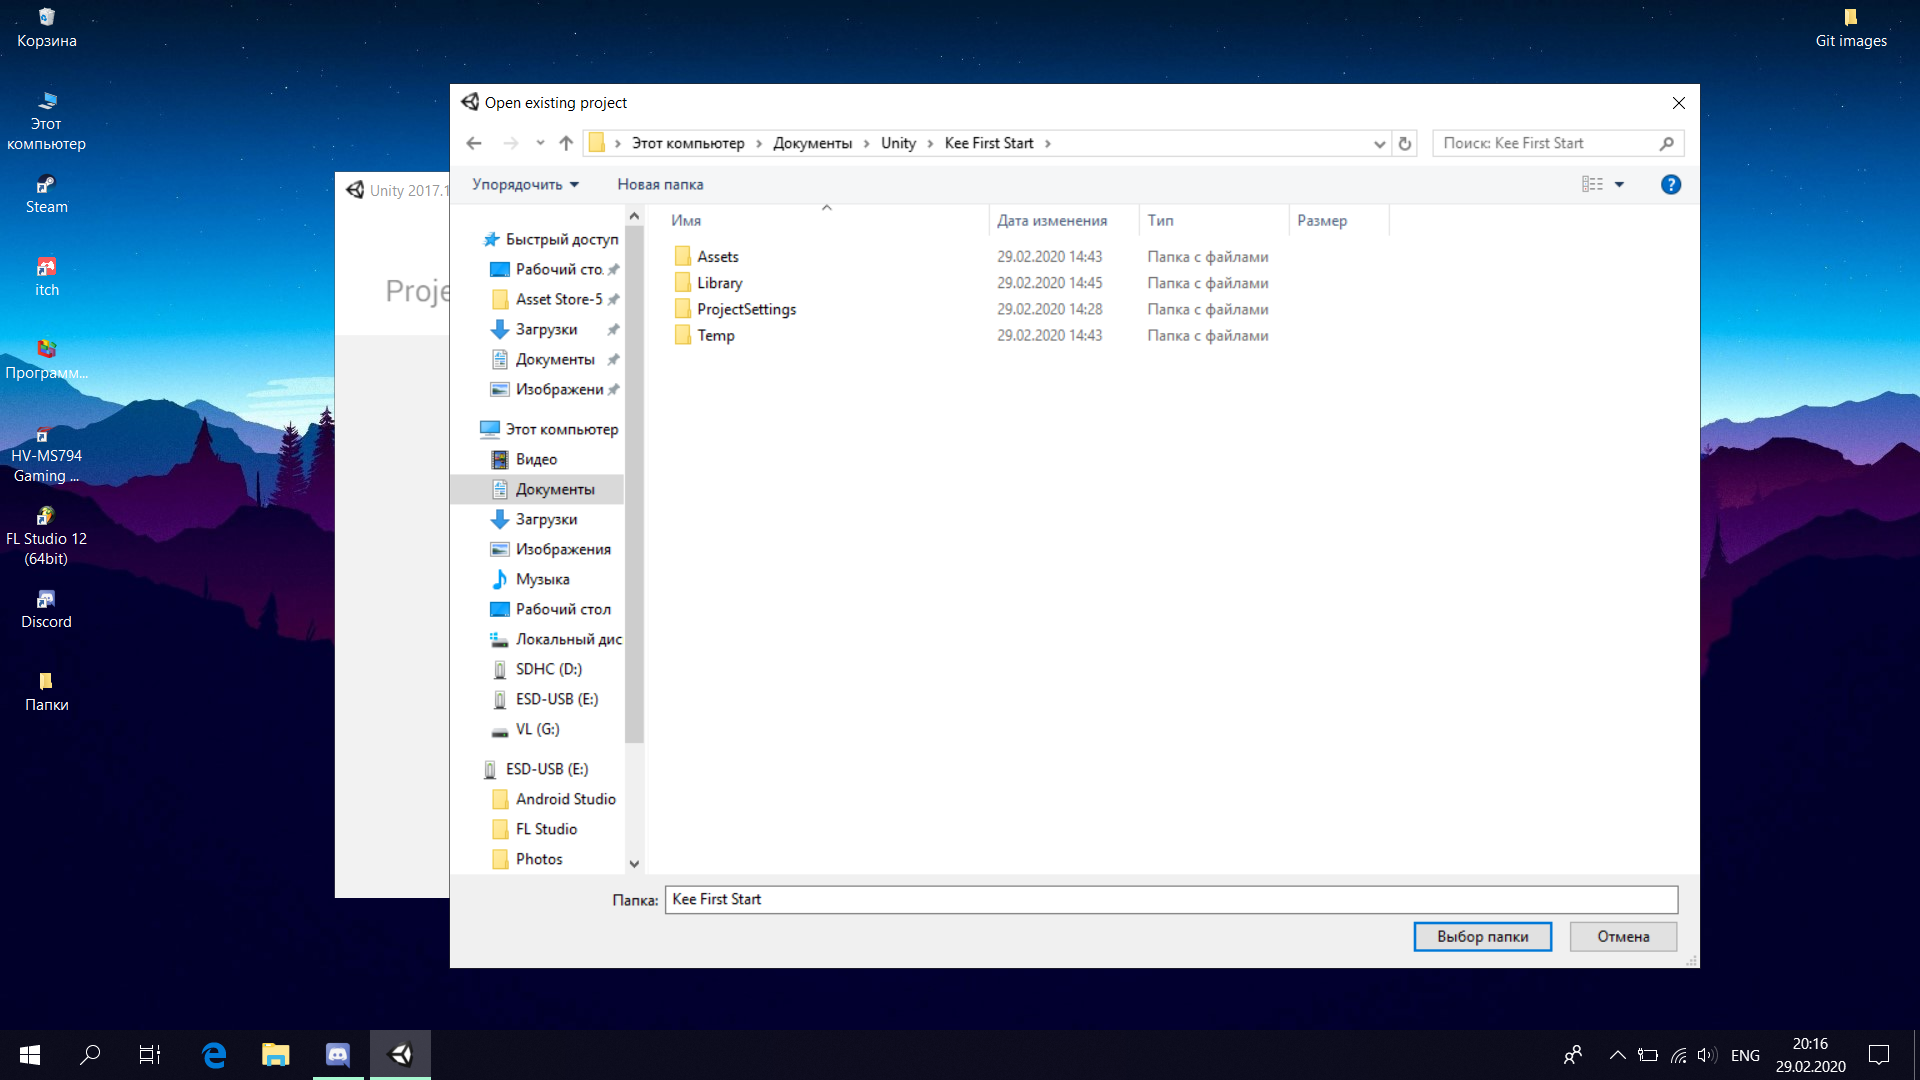 Корзина
Этот
компьютер
Steam
itch
Программ...
HV-MS794
Gaming ...
FL Studio 12
(64bit)
Discord
Папки
Git images
Unity 2017.1
Proje
Open existing project
Этот компьютер
Документы
Unity
Kee First Start
Поиск: Kee First Start
Упорядочить
Новая папка
Быстрый доступ
Рабочий сто
Asset Store-5
Загрузки
Документы
Изображени
Этот компьютер
Видео
Документы
Загрузки
Изображения
Музыка
Рабочий стол
Локальный дис
SDHC (D:)
ESD-USB (E:)
VL (G:)
ESD-USB (E:)
Android Studio
FL Studio
Photos
Имя Дата изменения Тип Размер
Assets 29.02.2020 14:43 Папка с файлами
Library 29.02.2020 14:45 Папка с файлами
ProjectSettings 29.02.2020 14:28 Папка с файлами
Temp 29.02.2020 14:43 Папка с файлами
Папка: Kee First Start
Выбор папки Отмена
ENG
20:16
29.02.2020